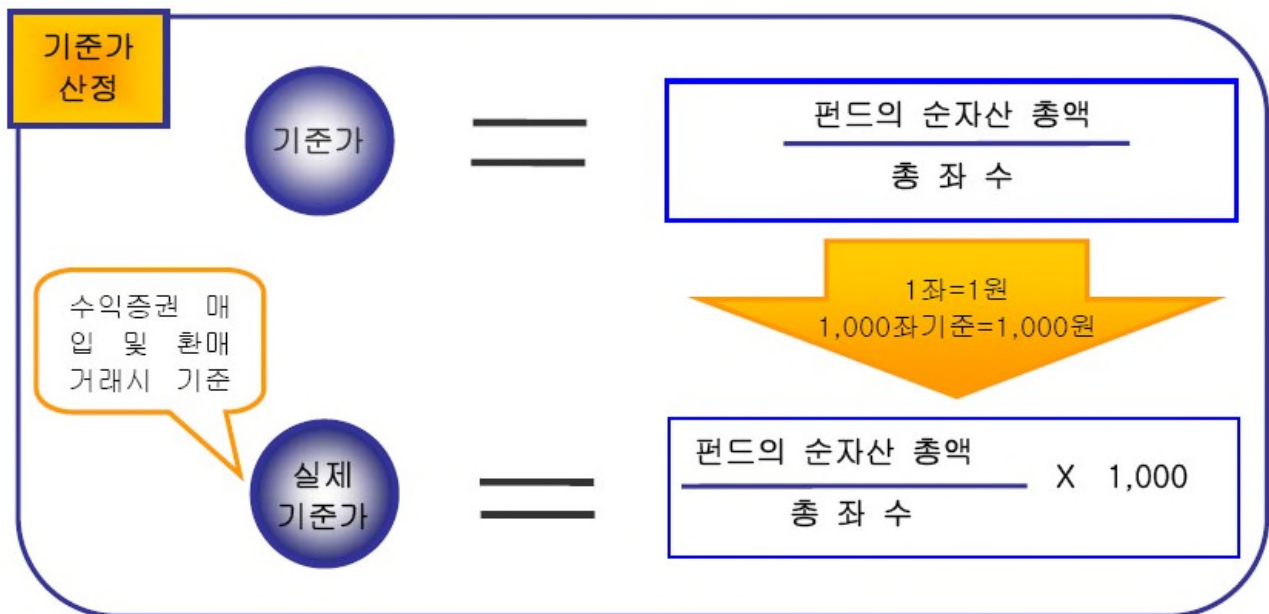 기준가
산정
기준가
펀드의 순자산 총액
총 좌 수
1좌=1원
1,000좌기준=1,000원
수익증권 매
입 및 환매
거래시 기준
실제
기준가
펀드의 순자산 총액
X 1,000
총 좌 수